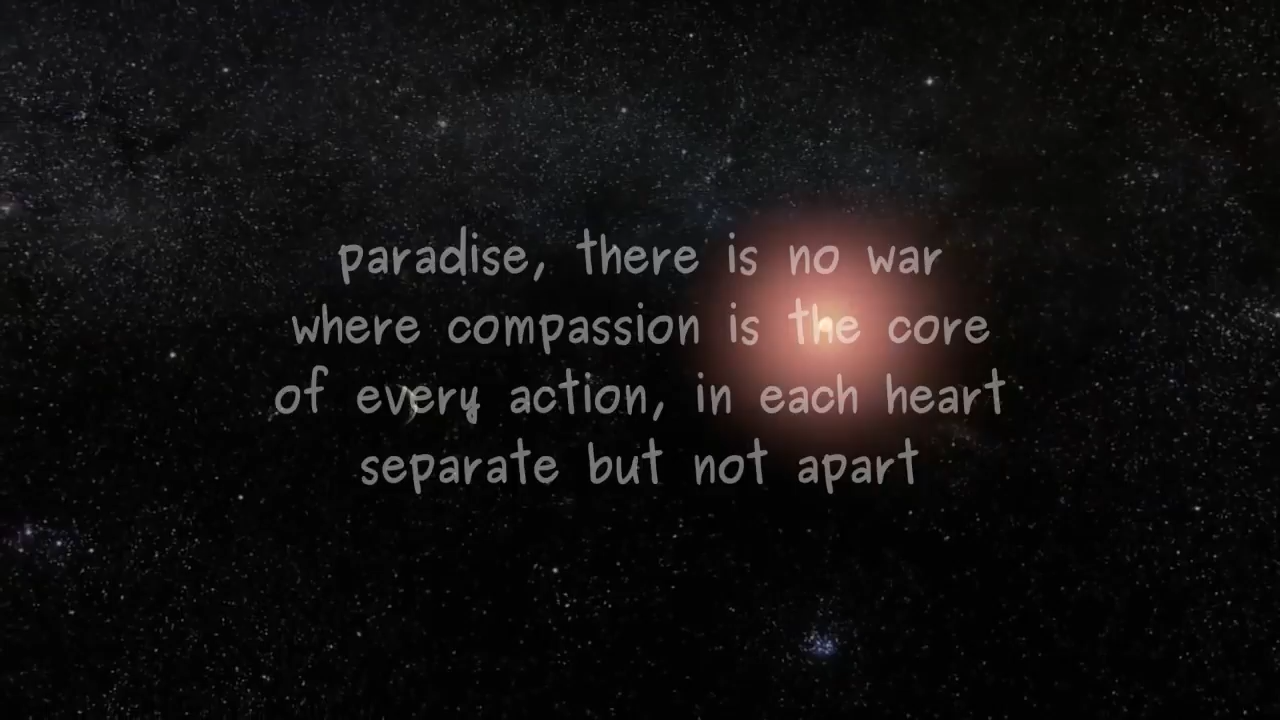 paradise, there is no war
where compassion is the core
of every action, in each heart
separate but not apart